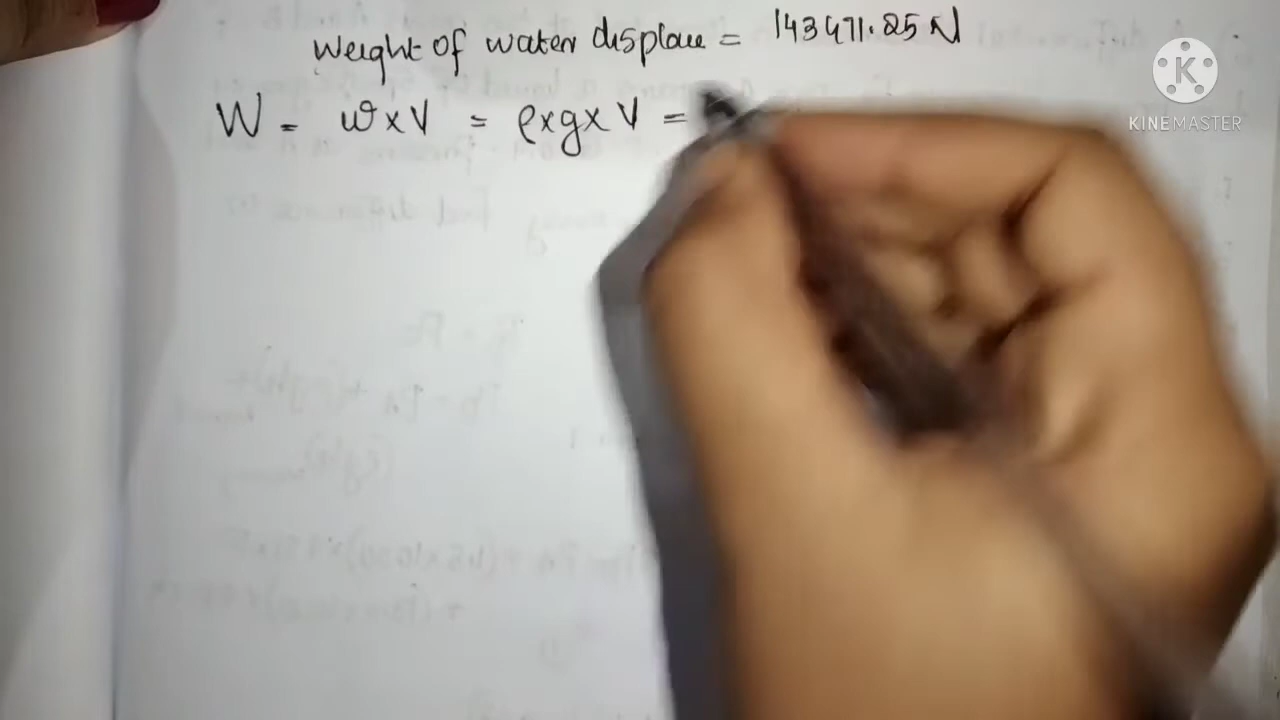 weight of water displace = 143471.25 N
W = w x V = ρ x g x V =
KINEMASTER